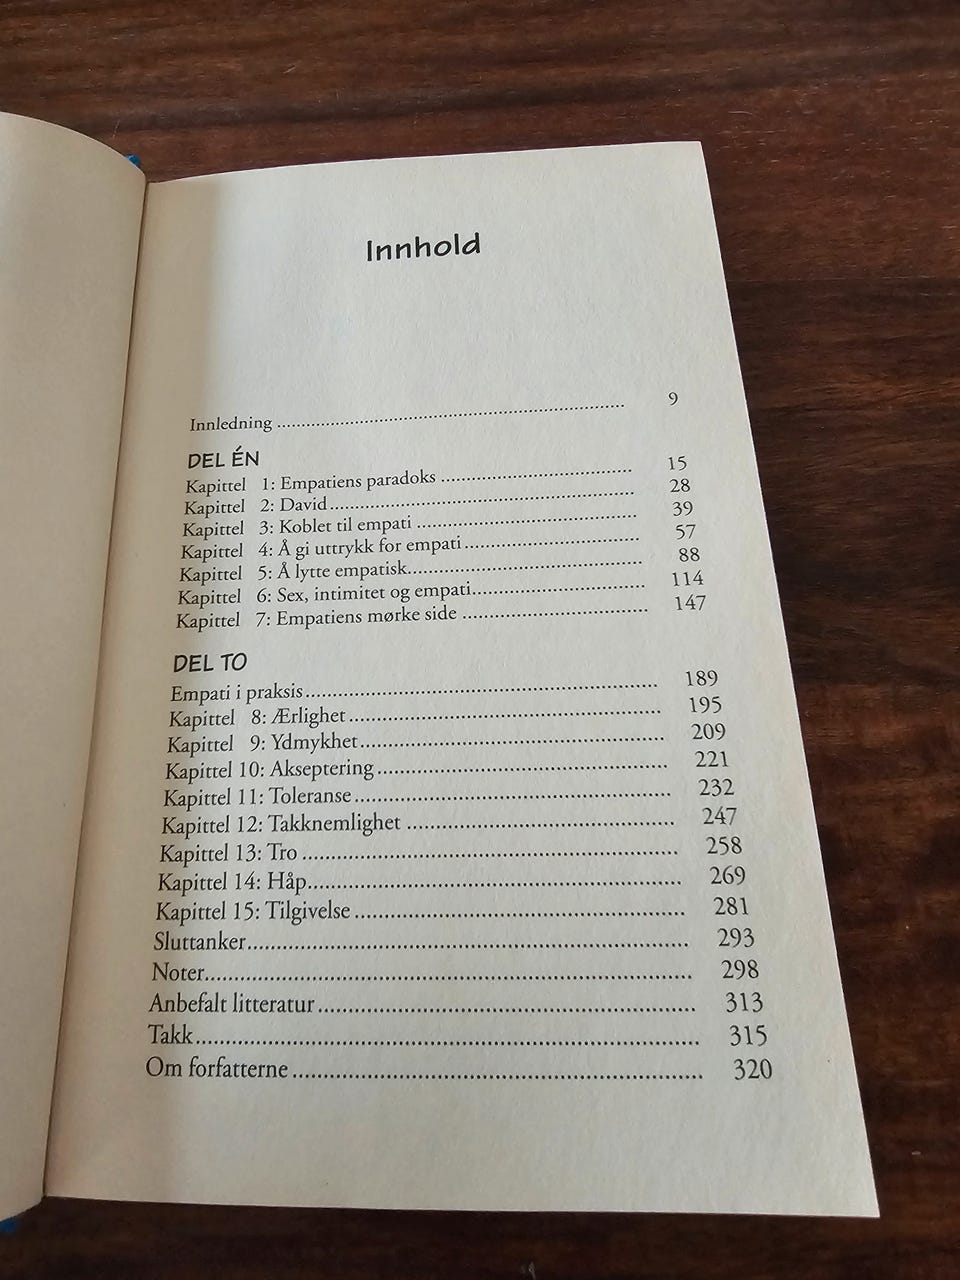 Innhold
Innledning ........................................................ 9
DEL ÉN
Kapittel 1: Empatiens paradoks ........................................ 15
Kapittel 2: David........................................ 28
Kapittel 3: Koblet til empati ........................................ 39
Kapittel 4: Å gi uttrykk for empati........................................ 57
Kapittel 5: Å lytte empatisk........................................ 88
Kapittel 6: Sex, intimitet og empati........................................ 114
Kapittel 7: Empatiens mørke side ........................................ 147
DEL TO
Empati i praksis........................................ 189
Kapittel 8: Ærlighet........................................ 195
Kapittel 9: Ydmykhet........................................ 209
Kapittel 10: Akseptering........................................ 221
Kapittel 11: Toleranse........................................ 232
Kapittel 12: Takknemlighet ........................................ 247
Kapittel 13: Tro ........................................ 258
Kapittel 14: Håp........................................ 269
Kapittel 15: Tilgivelse........................................ 281
Sluttanker........................................ 293
Noter........................................ 298
Anbefalt litteratur........................................ 313
Takk........................................ 315
Om forfatterne........................................ 320